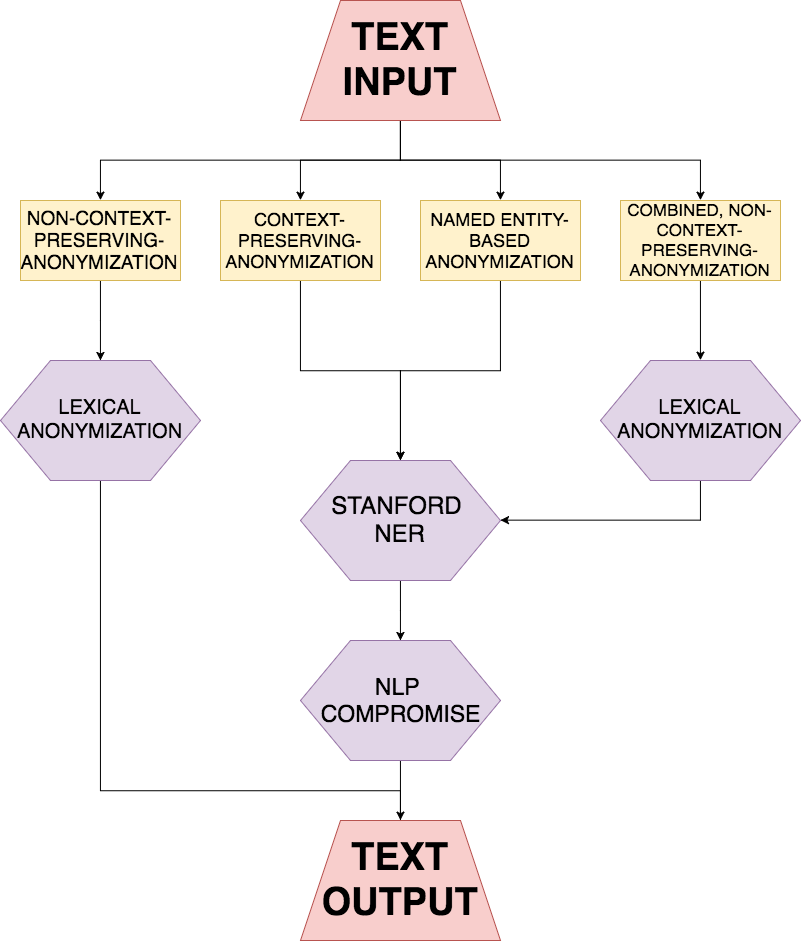 TEXT
INPUT
NON-CONTEXT-
PRESERVING-
ANONYMIZATION
CONTEXT-
PRESERVING-
ANONYMIZATION
NAMED ENTITY-
BASED
ANONYMIZATION
COMBINED, NON-
CONTEXT-
PRESERVING-
ANONYMIZATION
LEXICAL
ANONYMIZATION
LEXICAL
ANONYMIZATION
STANFORD
NER
NLP
COMPROMISE
TEXT
OUTPUT